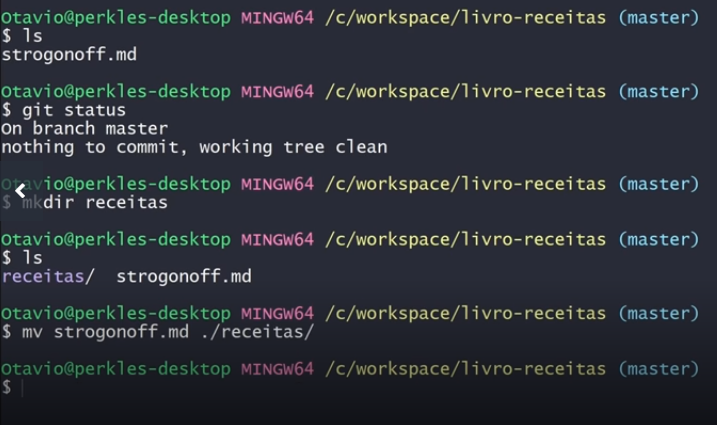 Otavio@perkles-desktop MINGW64 /c/workspace/livro-receitas (master)
$ ls
strogonoff.md
Otavio@perkles-desktop MINGW64 /c/workspace/livro-receitas (master)
$ git status
On branch master
nothing to commit, working tree clean
Otavio@perkles-desktop MINGW64 /c/workspace/livro-receitas (master)
$ mkdir receitas
Otavio@perkles-desktop MINGW64 /c/workspace/livro-receitas (master)
$ ls
receitas/  strogonoff.md
Otavio@perkles-desktop MINGW64 /c/workspace/livro-receitas (master)
$ mv strogonoff.md ./receitas/
Otavio@perkles-desktop MINGW64 /c/workspace/livro-receitas (master)
$